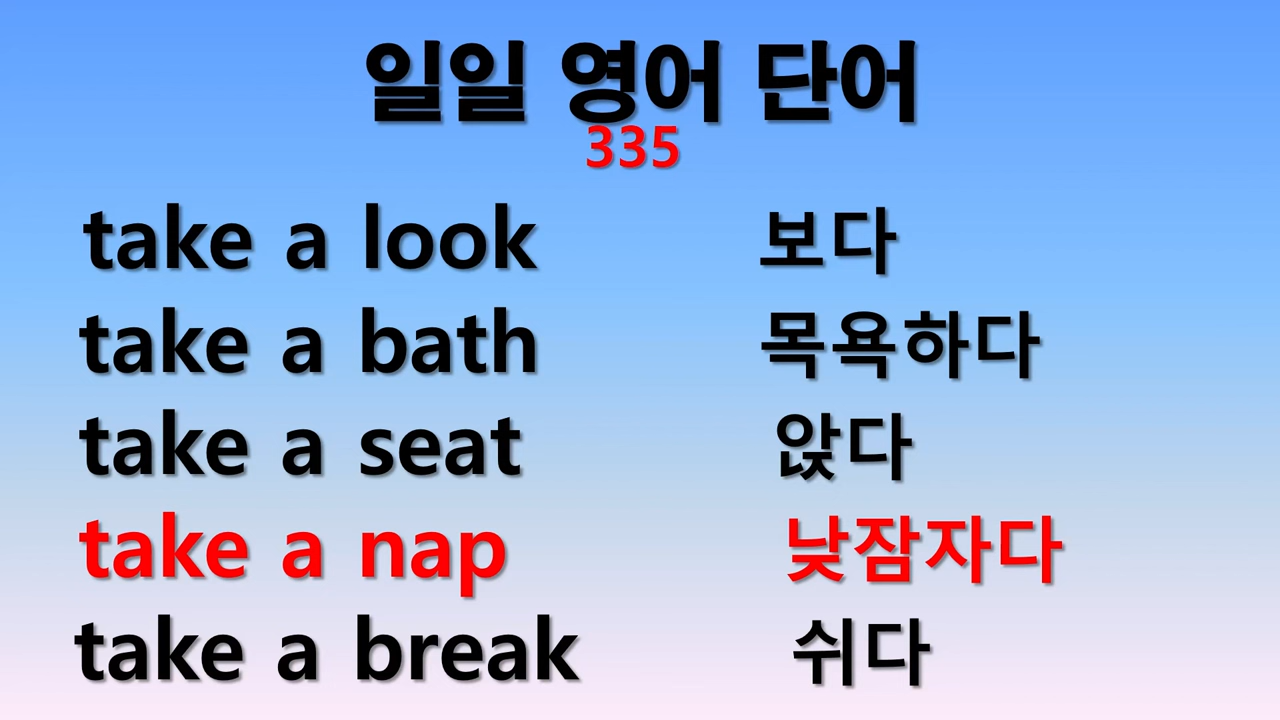 일일 영어 단어
335
take a look 보다
take a bath 목욕하다
take a seat 앉다
take a nap 낮잠자다
take a break 쉬다